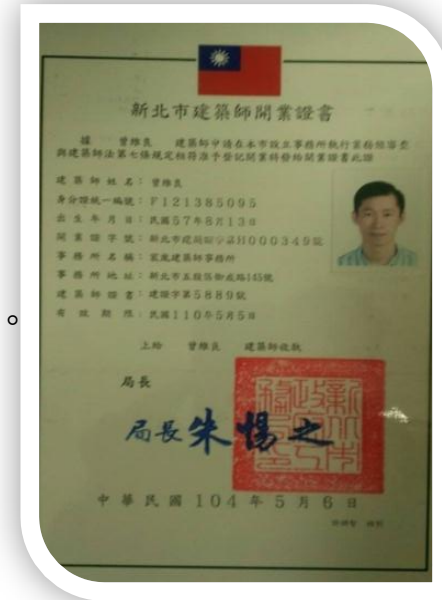 新北市建築師開業證書
據 曾維良 建築師申請在本市設立事務所執行業務經審查
與建築師法第七條規定相符准予登記開業特發給開業證書此證
建築師姓名：曾維良
身分證統一編號：F121385095
出生年月日：民國57年8月13日
開業證字號：新北市建開證字第H000349號
事務所名稱：建築師事務所
事務所地址：新北市五股區御成路145號
建築師證書：建證字第5889號
有效期限：民國110年5月5日
上給 曾維良 建築師收執
局長
局長朱惕之
中華民國104年5月6日